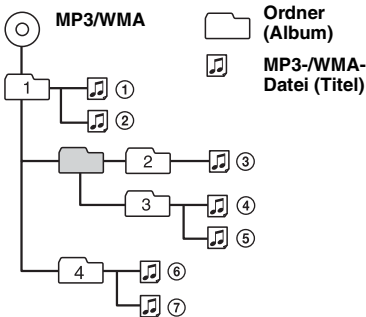 MP3/WMA
Ordner
(Album)
MP3-/WMA-
Datei (Titel)
1
①
②
2
③
3
④
⑤
4
⑥
⑦